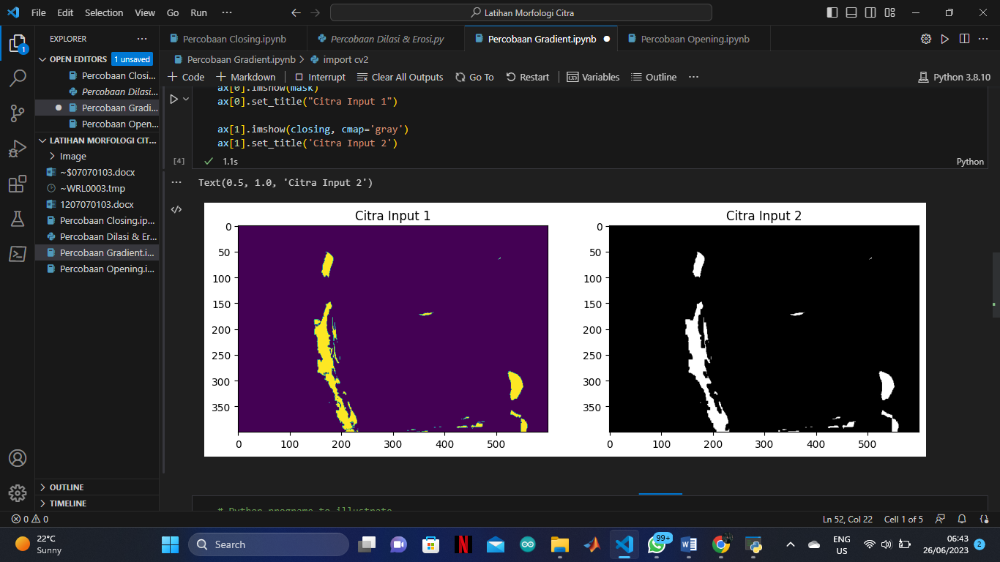 File Edit Selection View Go Run ··· Latihan Morfologi Citra
EXPLORER ···
OPEN EDITORS 1 unsaved
Percobaan Closi...
Percobaan Dilasi...
Percobaan Gradi...
Percobaan Open...
LATIHAN MORFOLOGI CIT...
Image
~$07070103.docx
~WRL0003.tmp
1207070103.docx
Percobaan Closing.ip...
Percobaan Dilasi & Er...
Percobaan Gradient.i...
Percobaan Opening.i...
OUTLINE
TIMELINE
Percobaan Closing.ipynb Percobaan Dilasi & Erosi.py Percobaan Gradient.ipynb Percobaan Opening.ipynb
Percobaan Gradient.ipynb > import cv2
+ Code + Markdown Interrupt Clear All Outputs Go To Restart Variables Outline ··· Python 3.8.10
ax[0].imshow(mask)
ax[0].set_title("Citra Input 1")
ax[1].imshow(closing, cmap='gray')
ax[1].set_title('Citra Input 2')
[4] 1.1s Python
Text(0.5, 1.0, 'Citra Input 2')
Citra Input 1
0
50
100
150
200
250
300
350
0 100 200 300 400 500
Citra Input 2
0
50
100
150
200
250
300
350
0 100 200 300 400 500
# Python programe to illustrate
0 0 Ln 52, Col 22 Cell 1 of 5
22°C
Sunny
Search
99+
ENG
US
06:43
26/06/2023
2